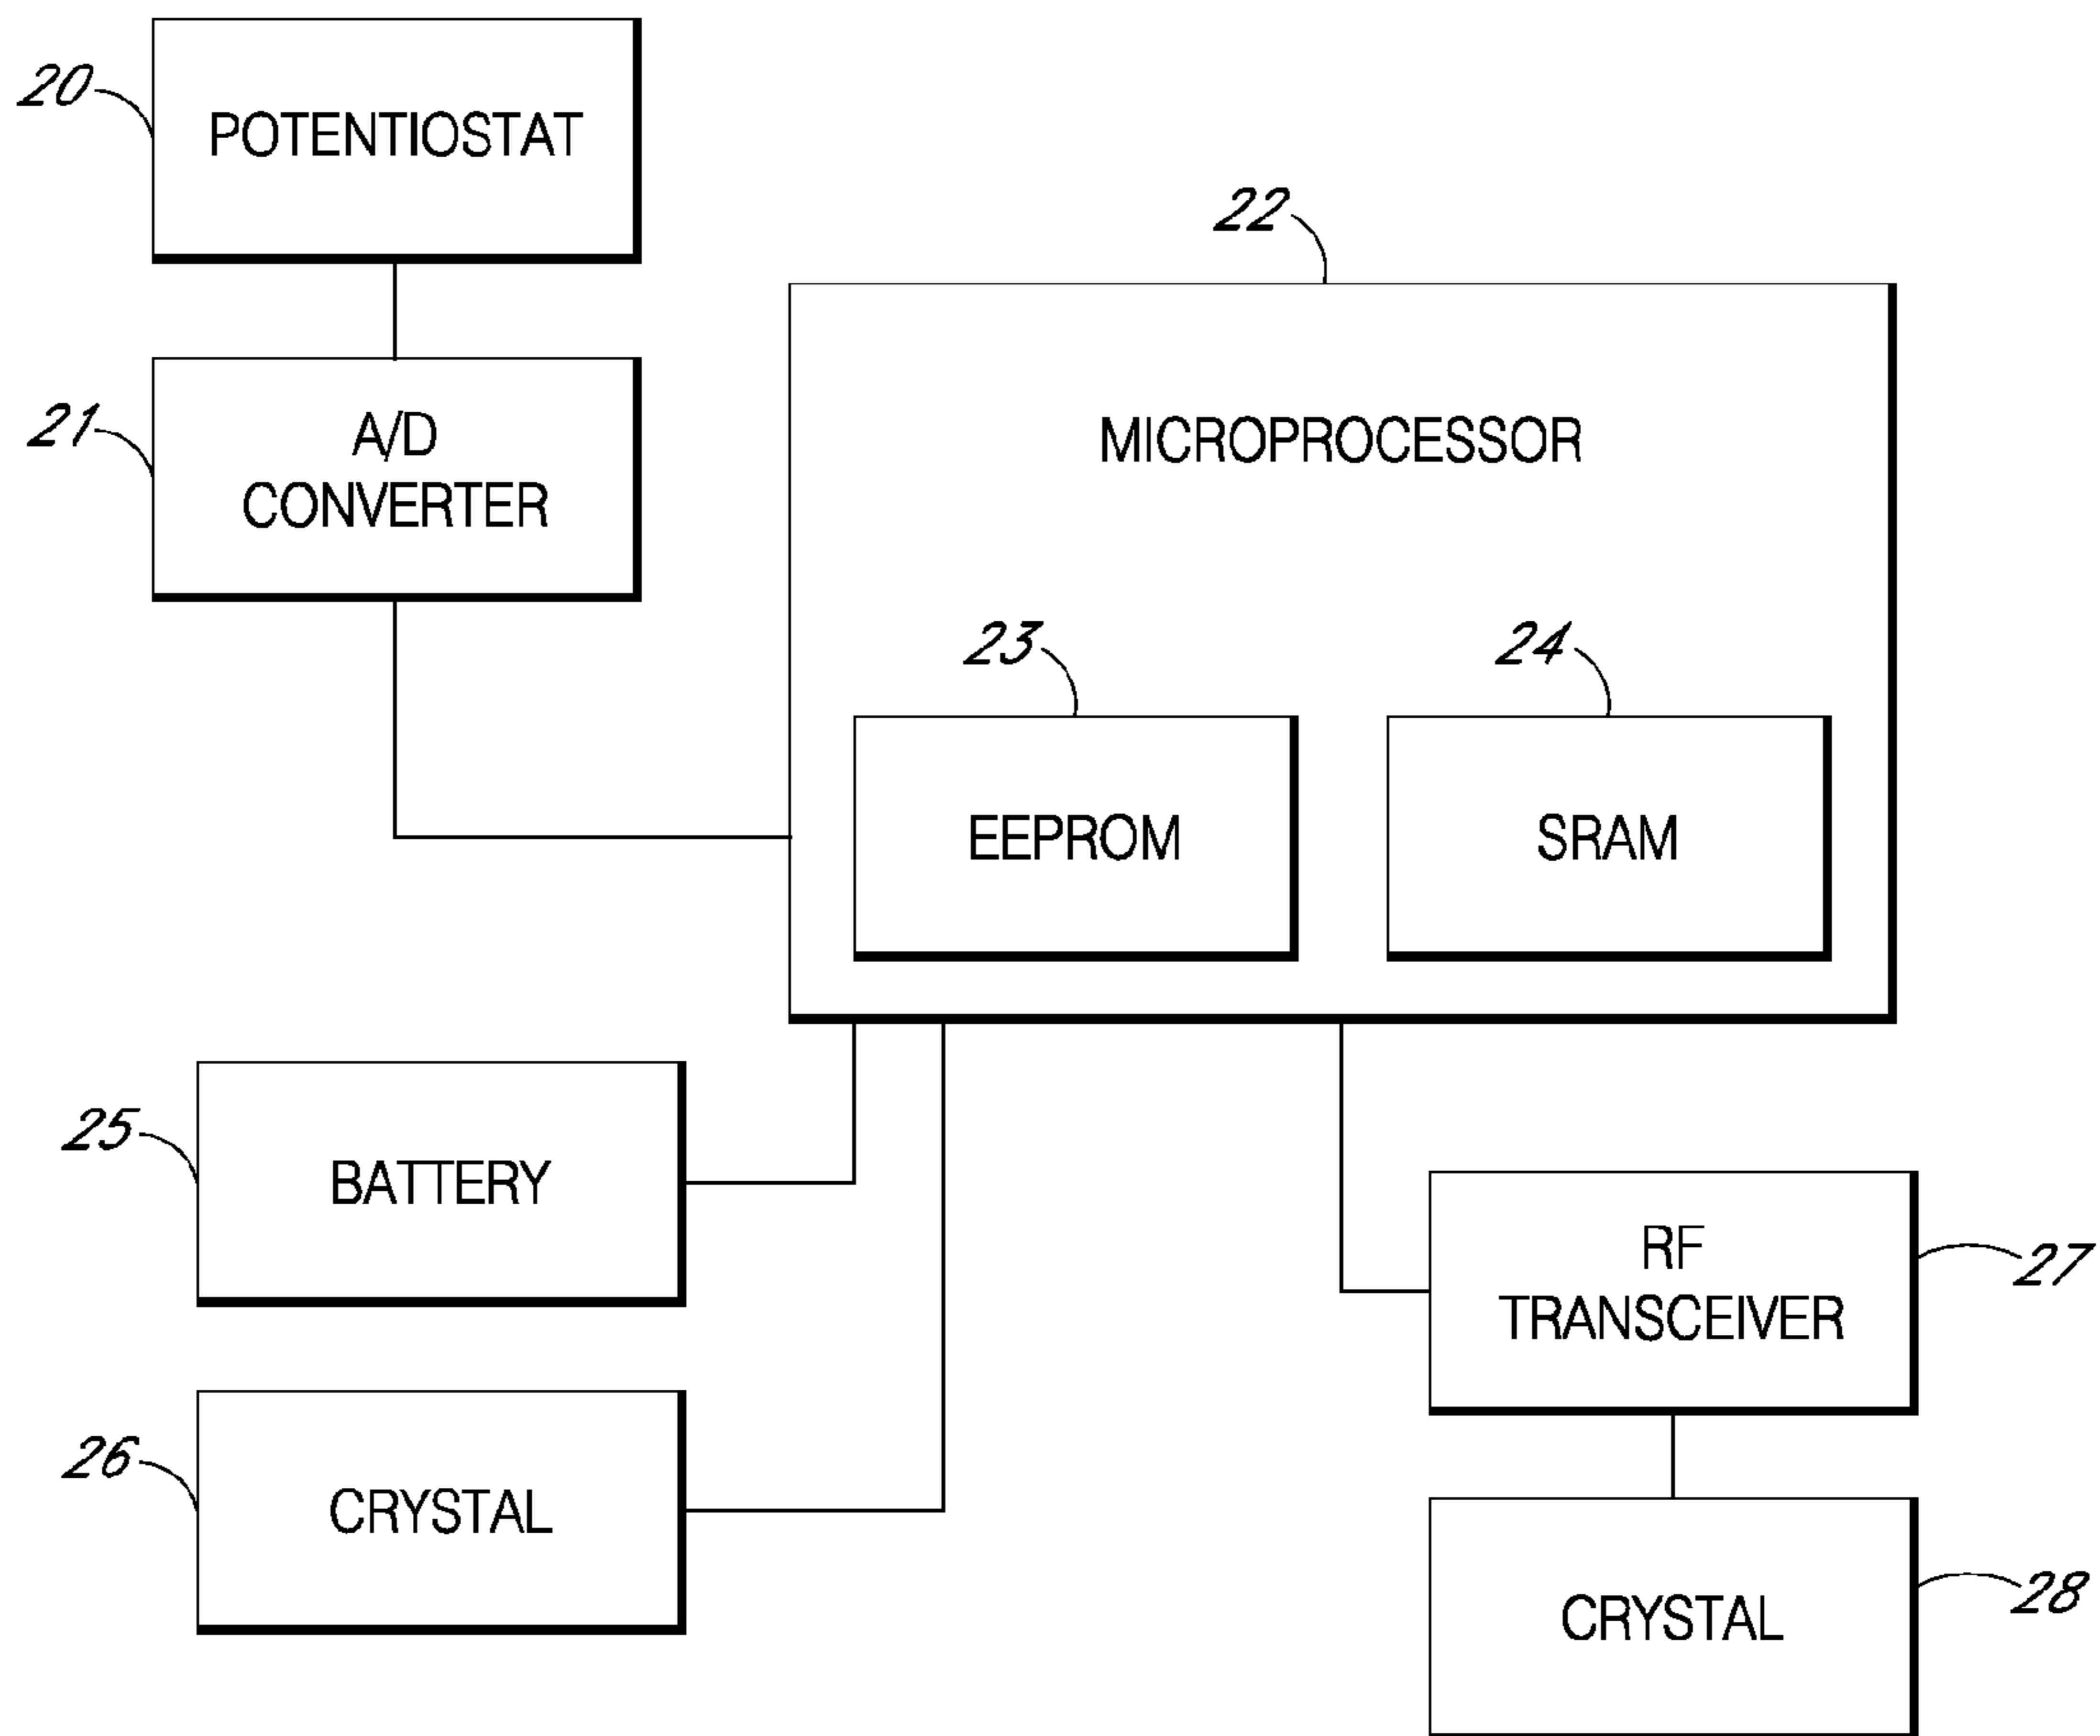 20
POTENTIOSTAT
22
21
A/D
CONVERTER
MICROPROCESSOR
23
24
EEPROM
SRAM
25
BATTERY
RF
TRANSCEIVER
27
26
CRYSTAL
CRYSTAL
28